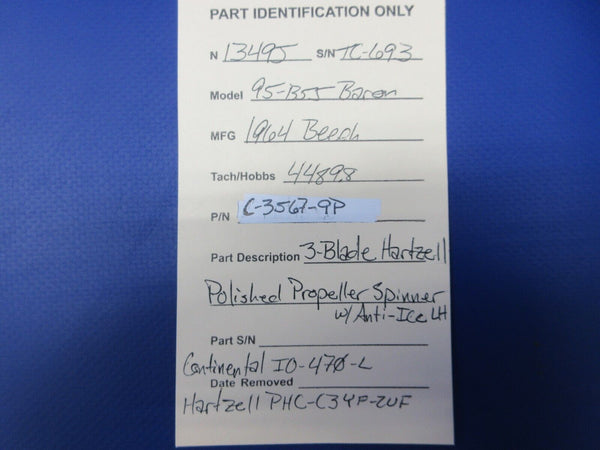 PART IDENTIFICATION ONLY
N 13495 S/N TC-693
Model 95-B55 Baron
MFG 1964 Beech
Tach/Hobbs 4489.8
P/N C-3567-9P
Part Description 3-Blade Hartzell
Polished Propeller Spinner
w/ Anti-Ice LH
Part S/N
Continental IO-470-L
Date Removed
Hartzell PHC-C3YF-2UF